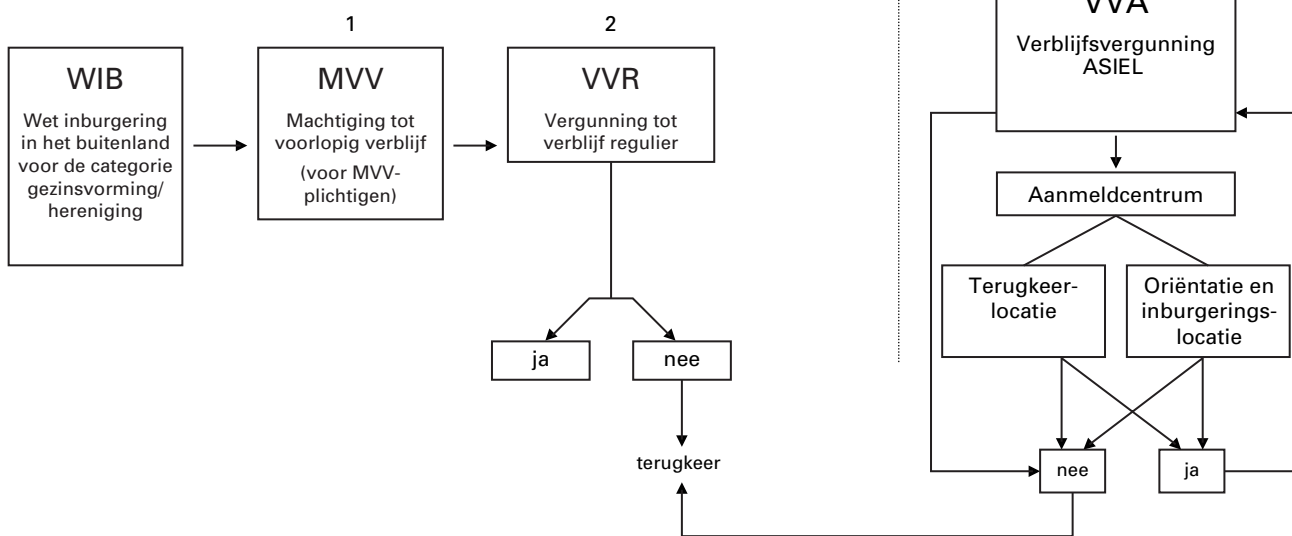 1
2
WIB
Wet inburgering
in het buitenland
voor de categorie
gezinsvorming/
hereniging
MVV
Machtiging tot
voorlopig verblijf
(voor MVV-
plichtigen)
VVR
Vergunning tot
verblijf regulier
ja
nee
terugkeer
VVA
Verblijfsvergunning
ASIEL
Aanmeldcentrum
Terugkeer-
locatie
Oriëntatie en
inburgerings-
locatie
nee
ja